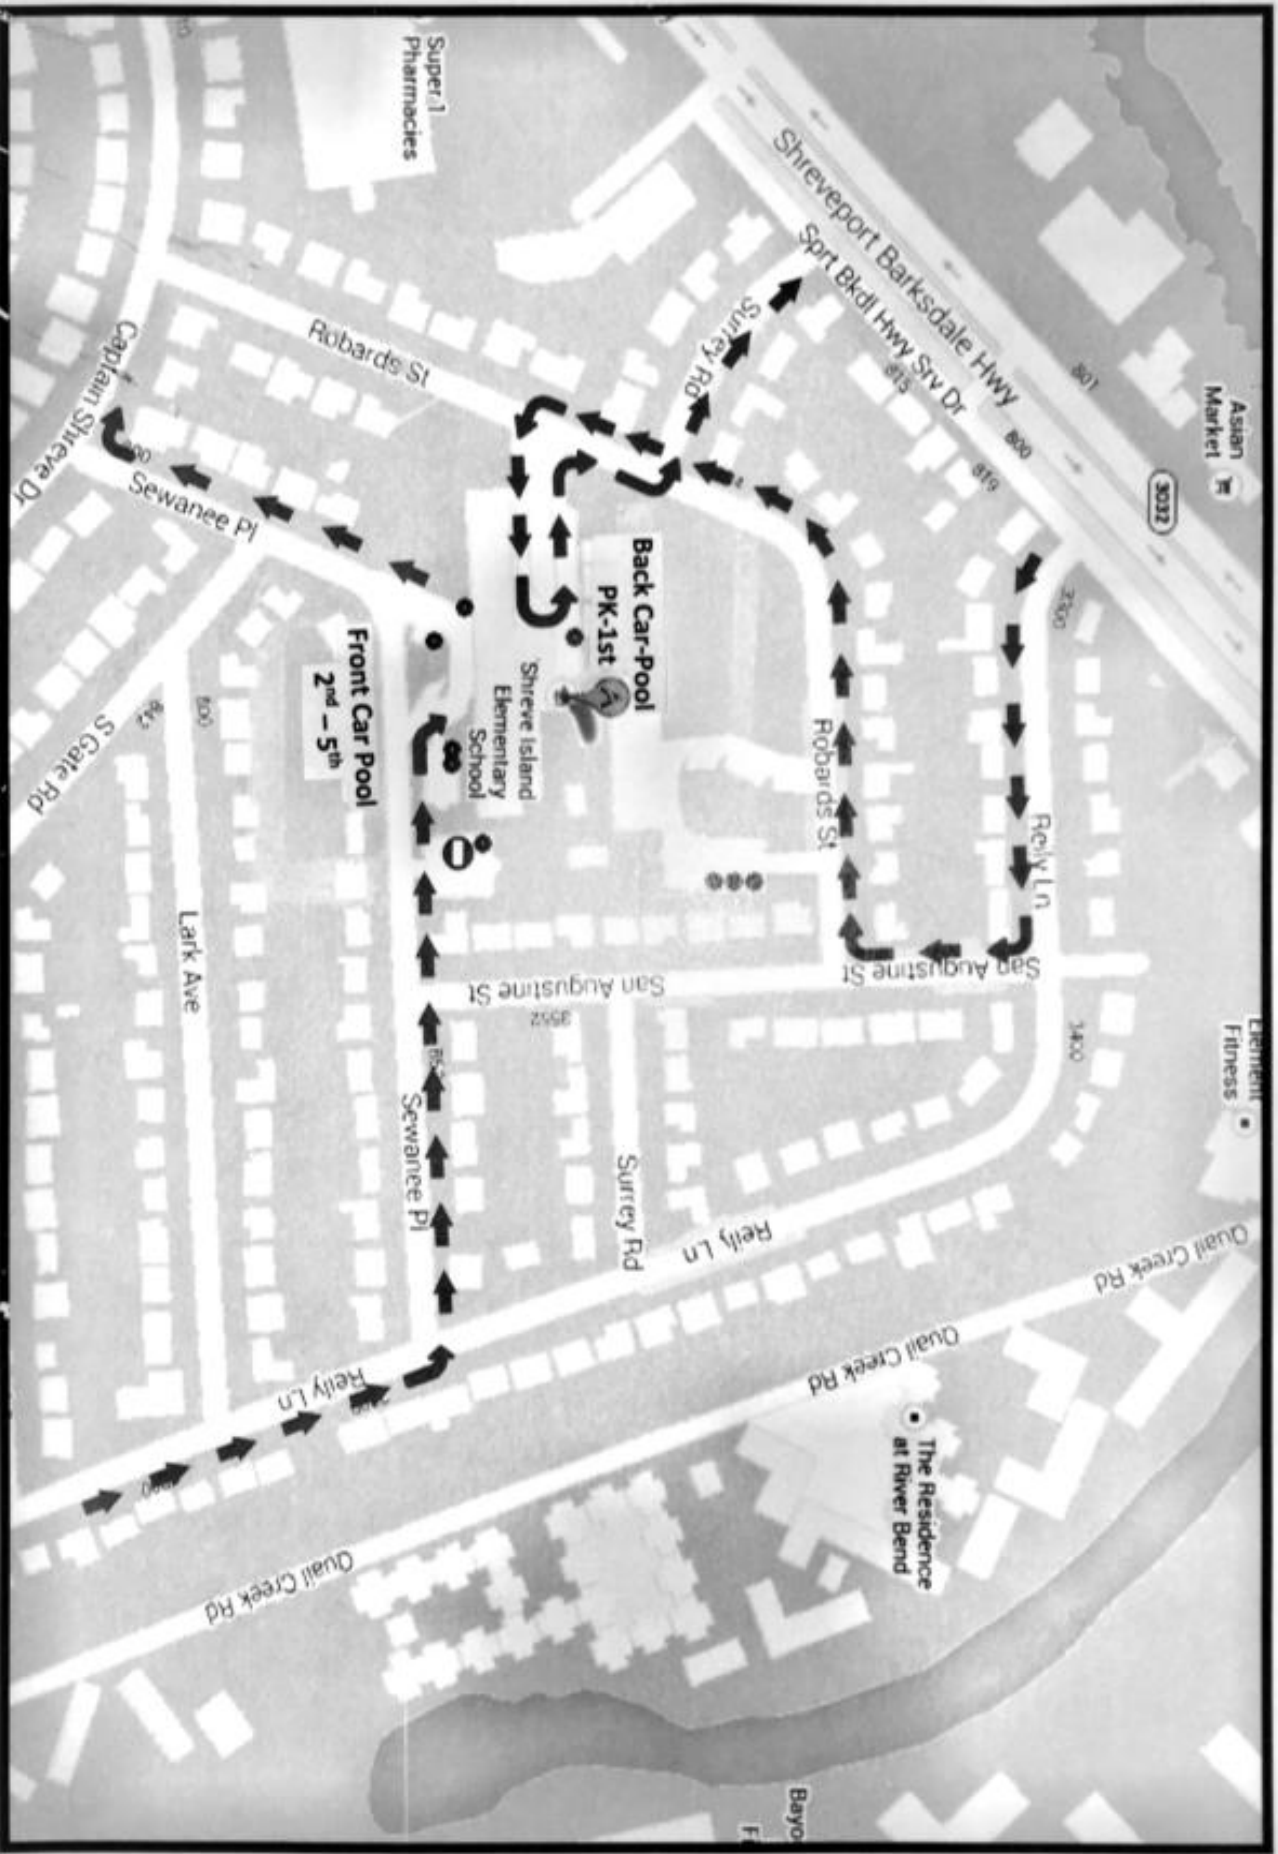 Super 1
Pharmacies
Shreveport Barksdale Hwy
Sprt Bkdl Hwy Srv Dr
801
Asian
Market
3032
815
800
819
Surrey Rd
Robards St
Captain Shreve Dr
Sewanee Pl
Back Car-Pool
PK-1st
Shreve Island
Elementary
School
Front Car Pool
2nd – 5th
S Gate Rd
842
800
Lark Ave
Robards St
Reily Ln
San Augustine St
San Augustine St
3552
3400
Element
Fitness
Sewanee Pl
Surrey Rd
Reily Ln
Reily Ln
Quail Creek Rd
Quail Creek Rd
Quail Creek Rd
The Residence
at River Bend